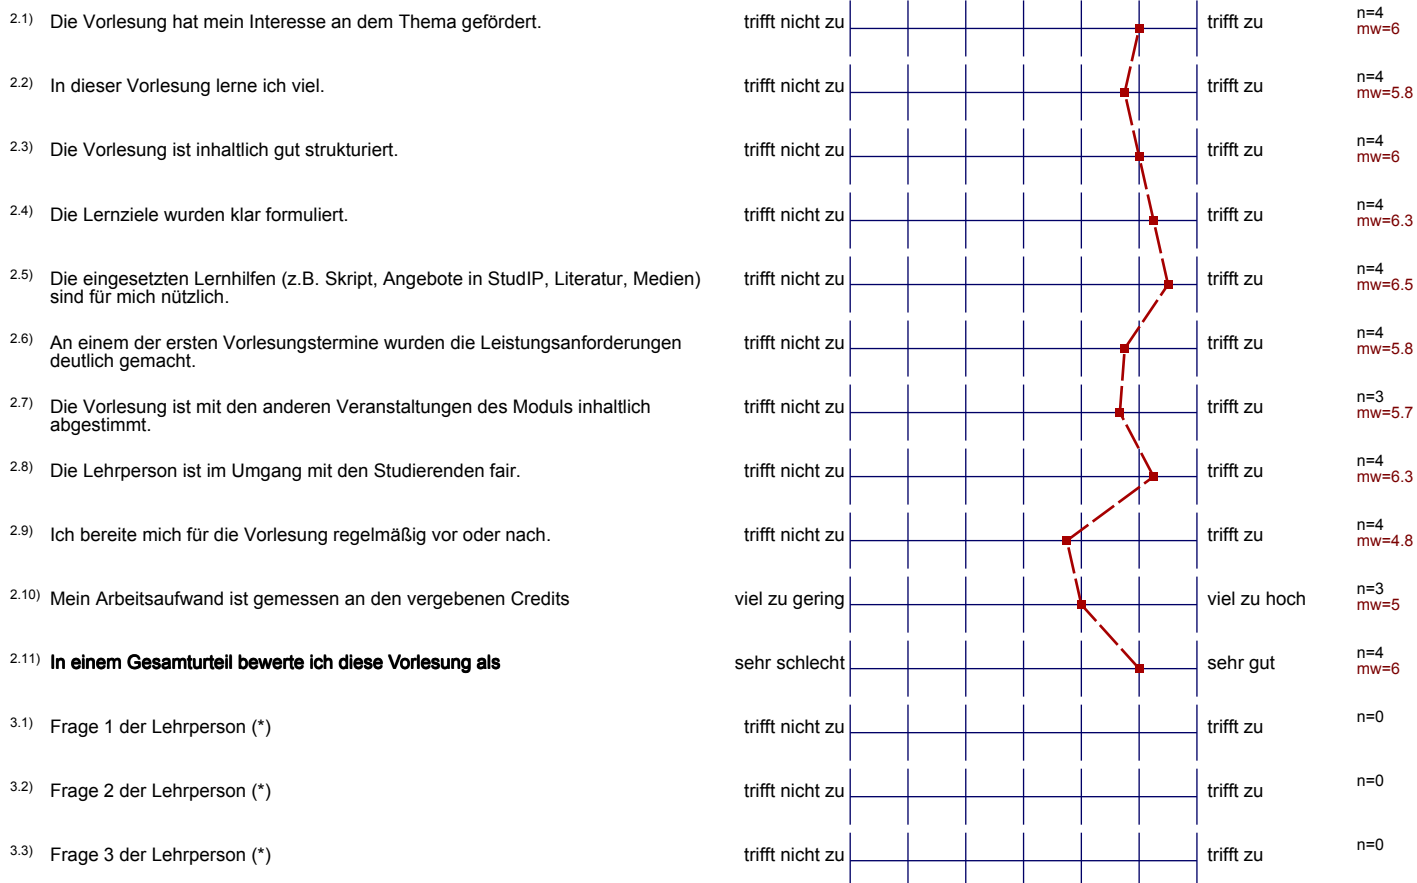 2.1) Die Vorlesung hat mein Interesse an dem Thema gefördert. trifft nicht zu trifft zu n=4
mw=6
2.2) In dieser Vorlesung lerne ich viel. trifft nicht zu trifft zu n=4
mw=5.8
2.3) Die Vorlesung ist inhaltlich gut strukturiert. trifft nicht zu trifft zu n=4
mw=6
2.4) Die Lernziele wurden klar formuliert. trifft nicht zu trifft zu n=4
mw=6.3
2.5) Die eingesetzten Lernhilfen (z.B. Skript, Angebote in StudIP, Literatur, Medien) trifft nicht zu trifft zu n=4
sind für mich nützlich. mw=6.5
2.6) An einem der ersten Vorlesungstermine wurden die Leistungsanforderungen trifft nicht zu trifft zu n=4
deutlich gemacht. mw=5.8
2.7) Die Vorlesung ist mit den anderen Veranstaltungen des Moduls inhaltlich trifft nicht zu trifft zu n=3
abgestimmt. mw=5.7
2.8) Die Lehrperson ist im Umgang mit den Studierenden fair. trifft nicht zu trifft zu n=4
mw=6.3
2.9) Ich bereite mich für die Vorlesung regelmäßig vor oder nach. trifft nicht zu trifft zu n=4
mw=4.8
2.10) Mein Arbeitsaufwand ist gemessen an den vergebenen Credits viel zu gering viel zu hoch n=3
mw=5
2.11) In einem Gesamturteil bewerte ich diese Vorlesung als sehr schlecht sehr gut n=4
mw=6
3.1) Frage 1 der Lehrperson (*) trifft nicht zu trifft zu n=0
3.2) Frage 2 der Lehrperson (*) trifft nicht zu trifft zu n=0
3.3) Frage 3 der Lehrperson (*) trifft nicht zu trifft zu n=0